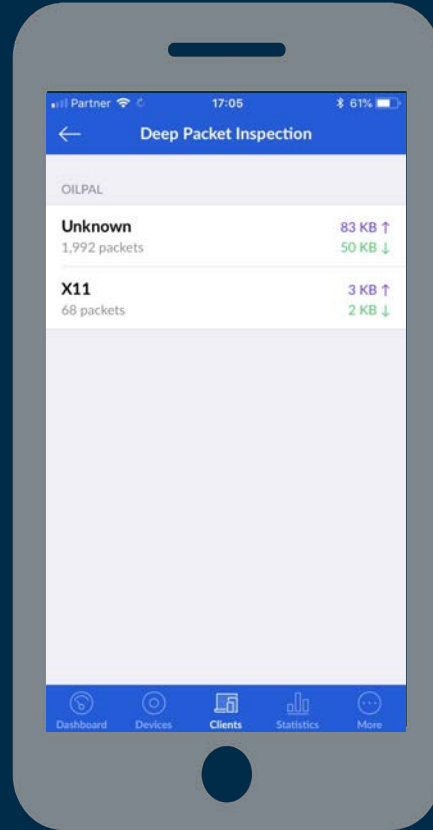 Partner 17:05 61%
Deep Packet Inspection
OILPAL
Unknown 83 KB ↑
1,992 packets 50 KB ↓
X11 3 KB ↑
68 packets 2 KB ↓
Dashboard Devices Clients Statistics More